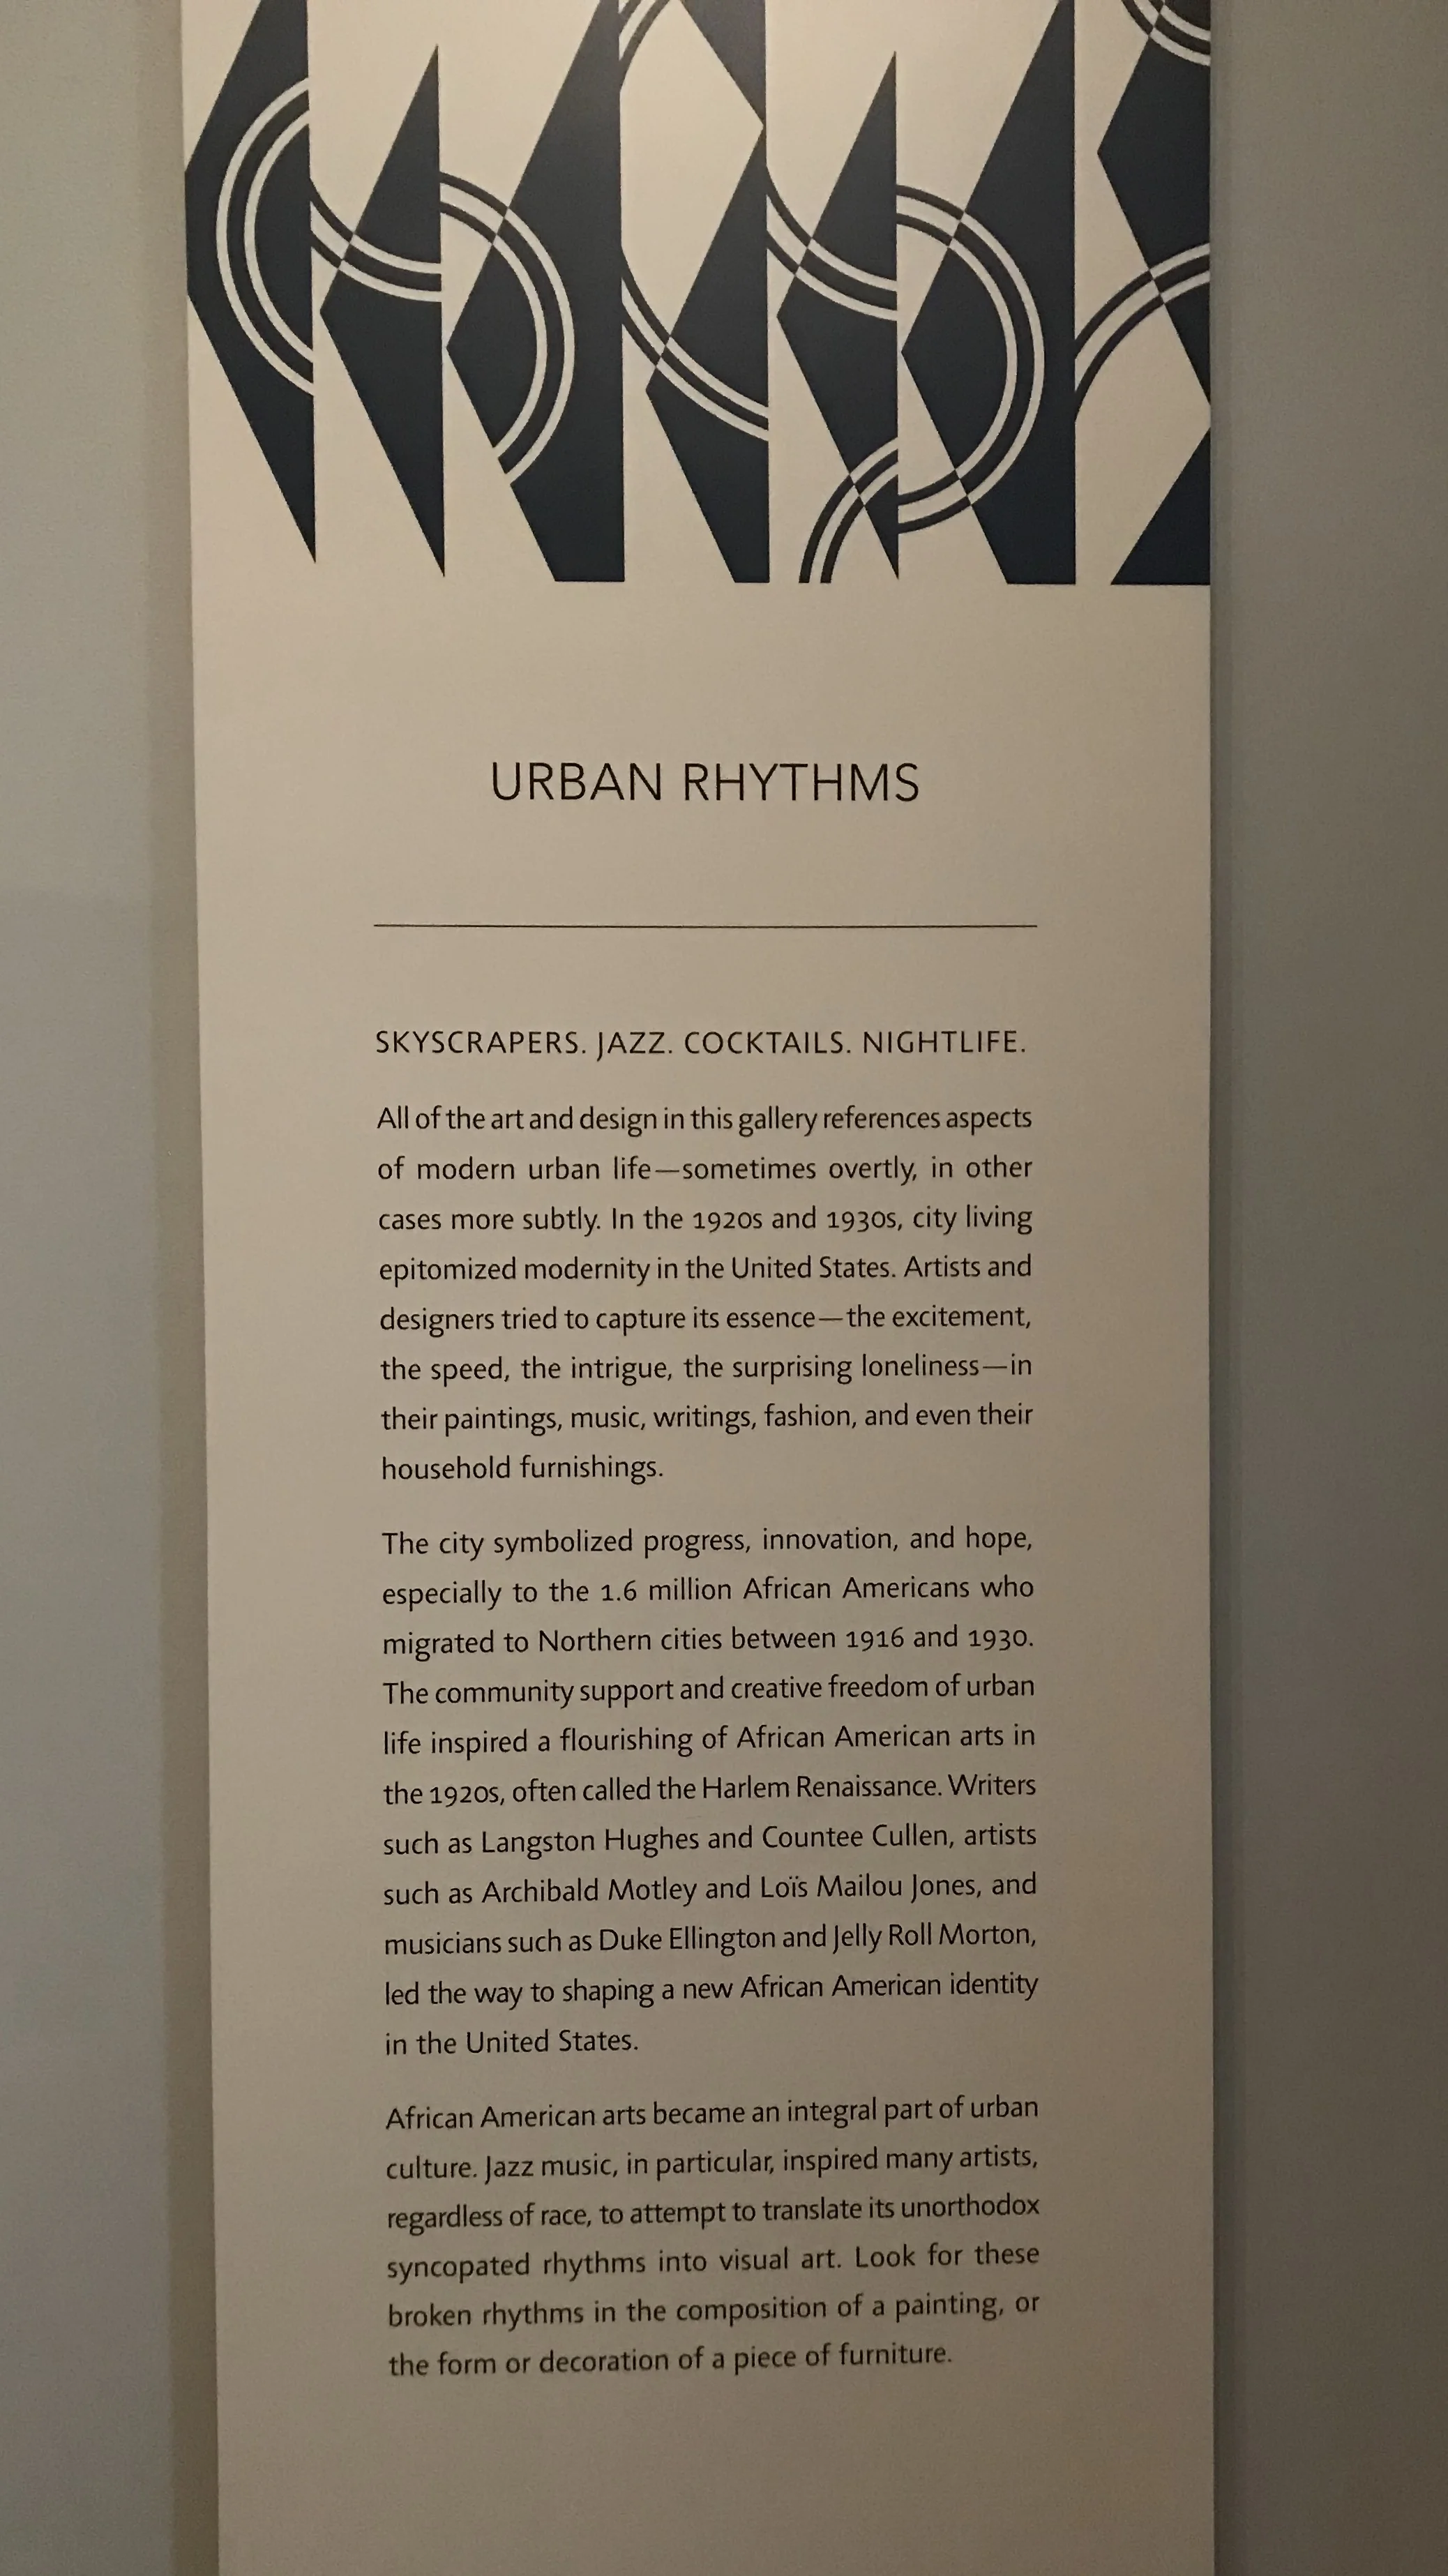 URBAN RHYTHMS
SKYSCRAPERS. JAZZ. COCKTAILS. NIGHTLIFE.
All of the art and design in this gallery references aspects
of modern urban life—sometimes overtly, in other
cases more subtly. In the 1920s and 1930s, city living
epitomized modernity in the United States. Artists and
designers tried to capture its essence—the excitement,
the speed, the intrigue, the surprising loneliness—in
their paintings, music, writings, fashion, and even their
household furnishings.
The city symbolized progress, innovation, and hope,
especially to the 1.6 million African Americans who
migrated to Northern cities between 1916 and 1930.
The community support and creative freedom of urban
life inspired a flourishing of African American arts in
the 1920s, often called the Harlem Renaissance. Writers
such as Langston Hughes and Countee Cullen, artists
such as Archibald Motley and Loïs Mailou Jones, and
musicians such as Duke Ellington and Jelly Roll Morton,
led the way to shaping a new African American identity
in the United States.
African American arts became an integral part of urban
culture. Jazz music, in particular, inspired many artists,
regardless of race, to attempt to translate its unorthodox
syncopated rhythms into visual art. Look for these
broken rhythms in the composition of a painting, or
the form or decoration of a piece of furniture.